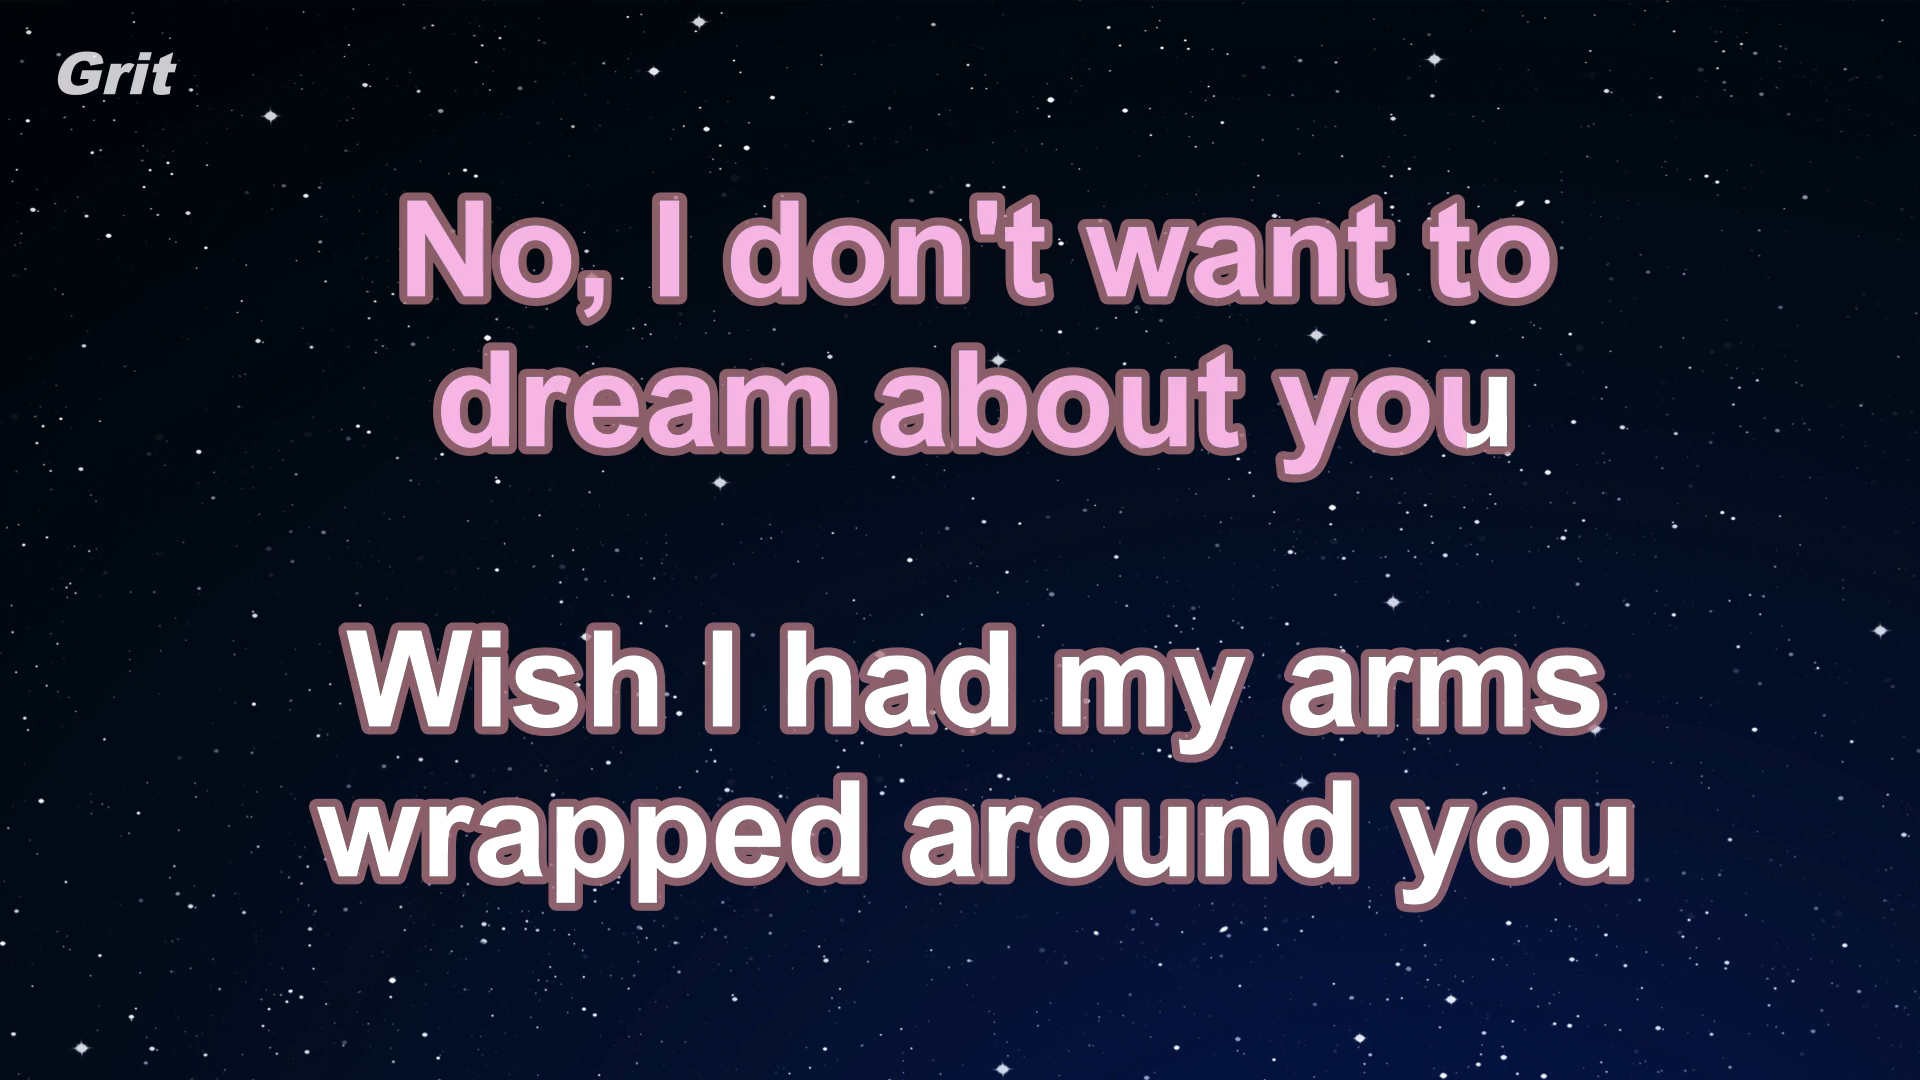 Grit
No, I don't want to
dream about you
Wish I had my arms
wrapped around you